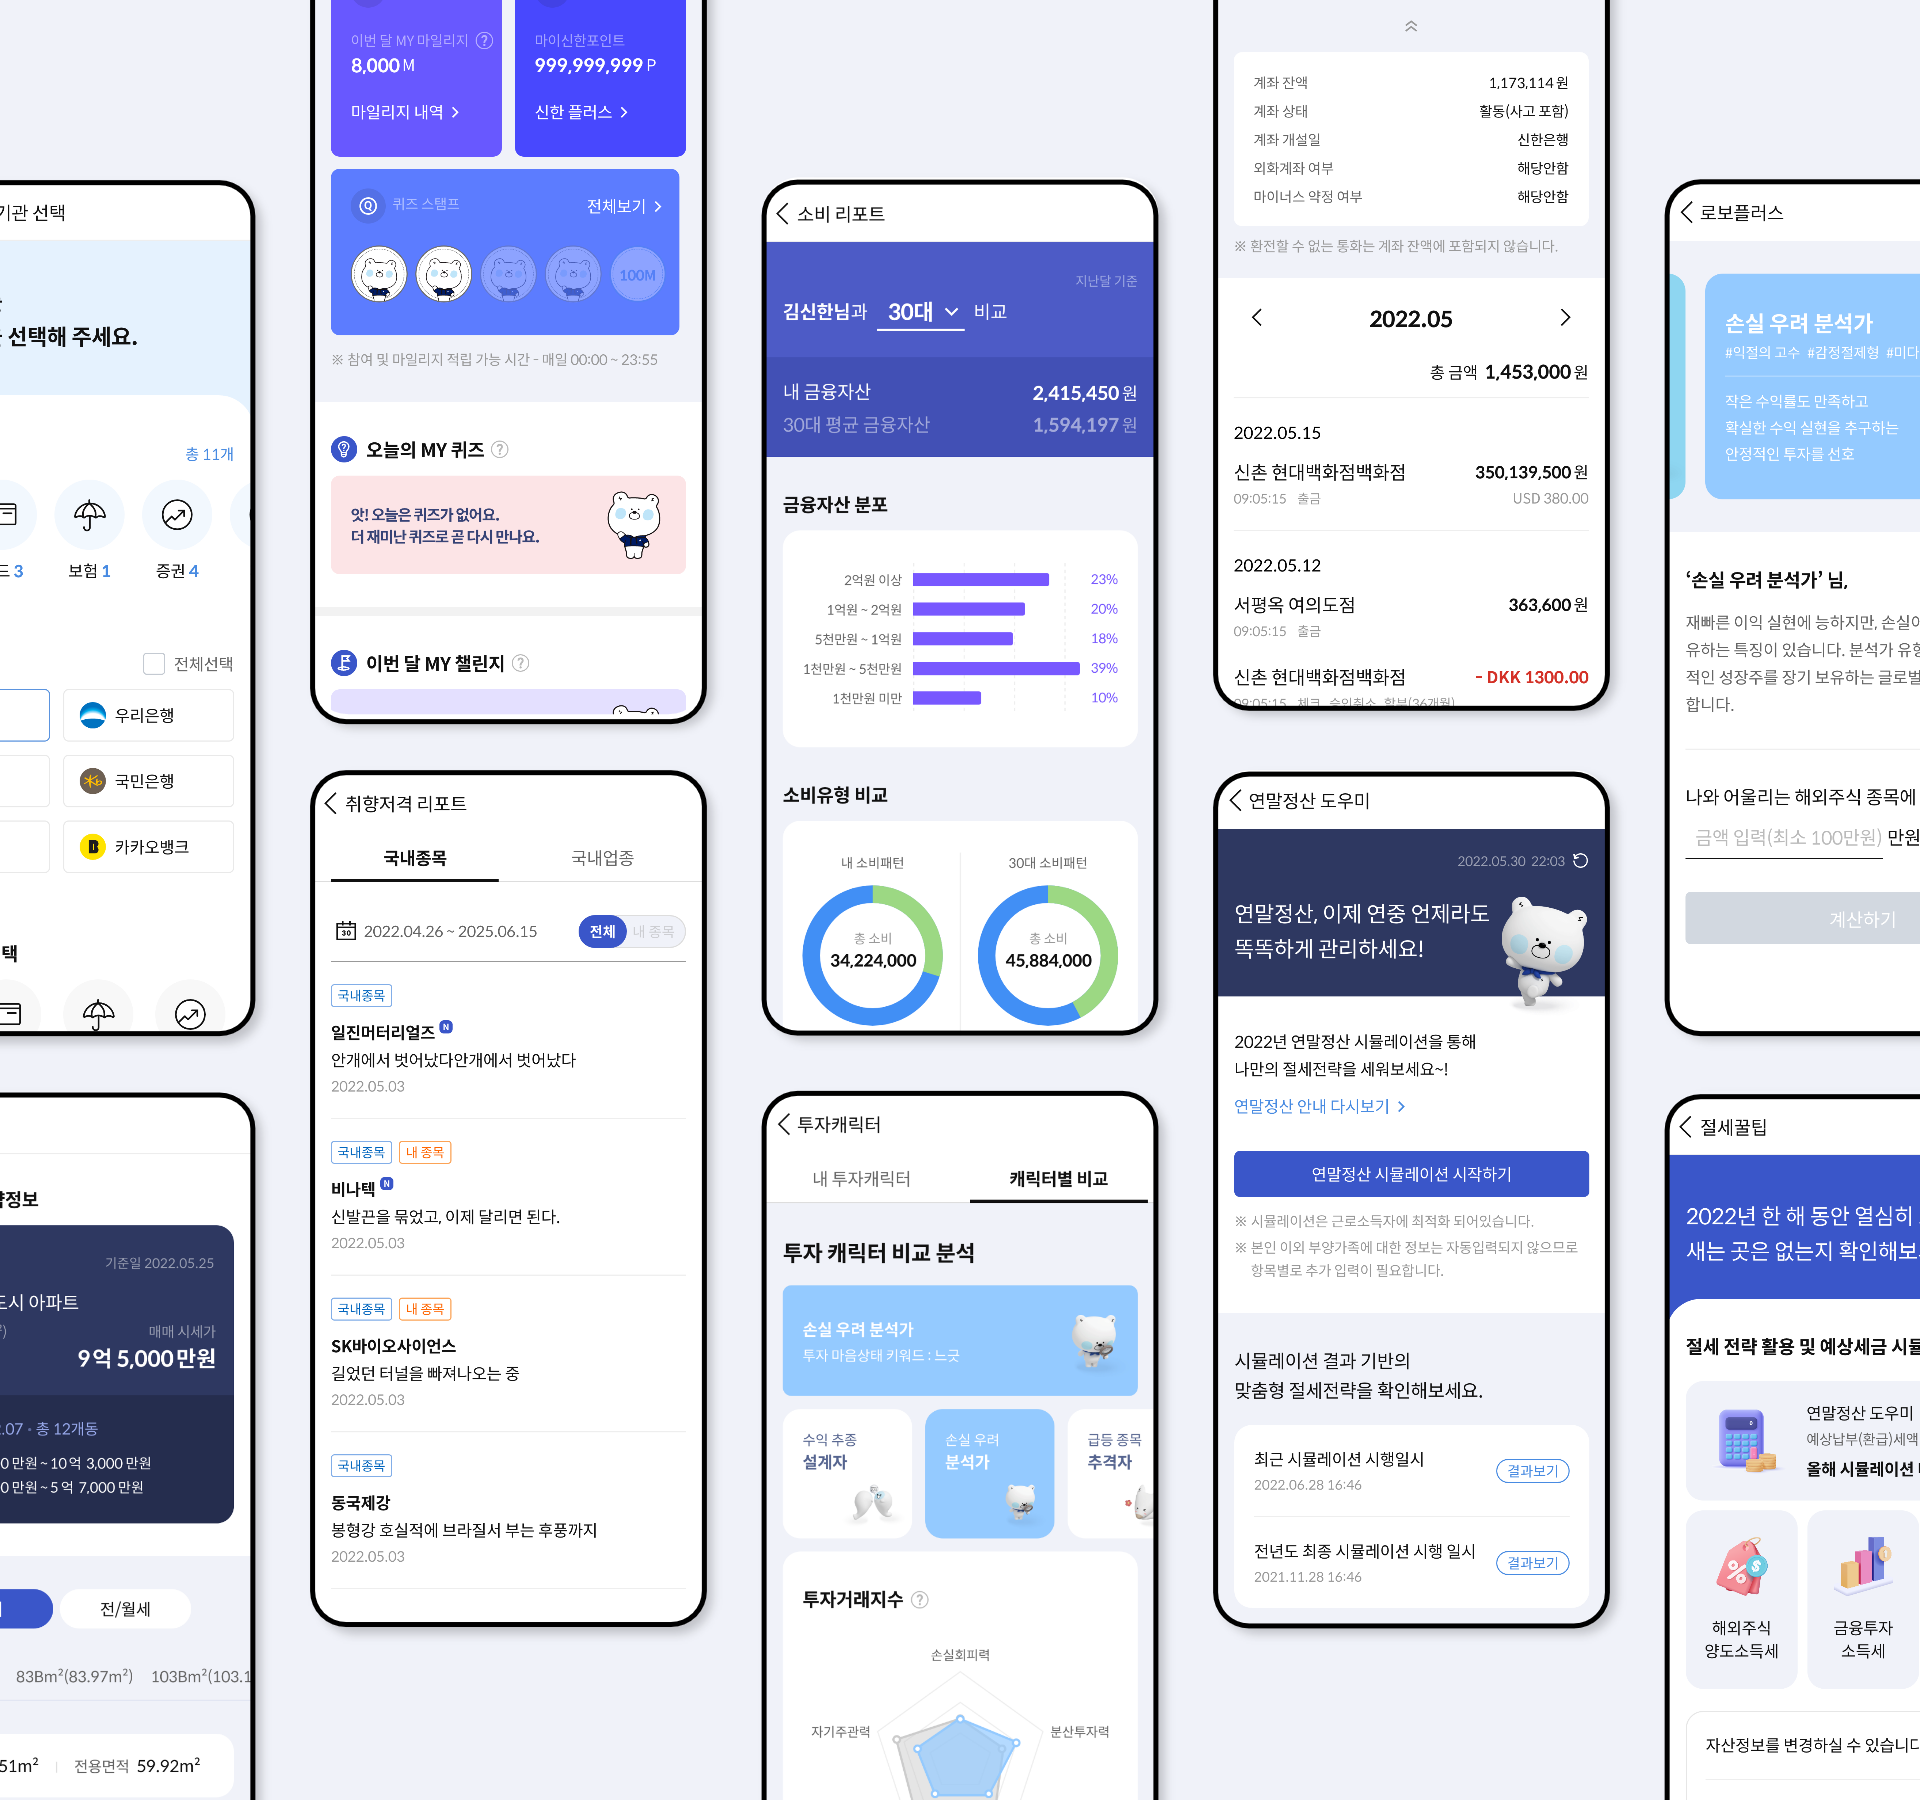 기관 선택
선택해 주세요.
총 11개
3
보험 1
증권 4
전체선택
우리은행
국민은행
카카오뱅크
택
정보
기준일 2022.05.25
도시 아파트
매매 시세가
9억 5,000만원
.07 · 총 12개동
0 만원 ~ 10 억 3,000 만원
0 만원 ~ 5 억 7,000 만원
전/월세
83Bm²(83.97m²) 103Bm²(103.1
51m² 전용면적 59.92m²
이번 달 MY 마일리지 ?
8,000 M
마일리지 내역 >
마이신한포인트
999,999,999 P
신한 플러스 >
Q 퀴즈 스탬프 전체보기 >
100M
※ 참여 및 마일리지 적립 가능 시간 - 매일 00:00 ~ 23:55
오늘의 MY 퀴즈 ?
앗! 오늘은 퀴즈가 없어요.
더 재미난 퀴즈로 곧 다시 만나요.
이번 달 MY 챌린지 ?
취향저격 리포트
국내종목 국내업종
30 2022.04.26 ~ 2025.06.15 전체 내 종목
국내종목
일진머터리얼즈 N
안개에서 벗어났다안개에서 벗어났다
2022.05.03
국내종목 내 종목
비나텍 N
신발끈을 묶었고, 이제 달리면 된다.
2022.05.03
국내종목 내 종목
SK바이오사이언스
길었던 터널을 빠져나오는 중
2022.05.03
국내종목
동국제강
봉형강 호실적에 브라질서 부는 후풍까지
2022.05.03
소비 리포트
지난달 기준
김신한님과 30대 비교
내 금융자산 2,415,450 원
30대 평균 금융자산 1,594,197 원
금융자산 분포
2억원 이상 23%
1억원 ~ 2억원 20%
5천만원 ~ 1억원 18%
1천만원 ~ 5천만원 39%
1천만원 미만 10%
소비유형 비교
내 소비패턴
총 소비
34,224,000
30대 소비패턴
총 소비
45,884,000
투자캐릭터
내 투자캐릭터 캐릭터별 비교
투자 캐릭터 비교 분석
손실 우려 분석가
투자 마음상태 키워드 : 느긋
수익 추종
설계자
손실 우려
분석가
급등 종목
추격자
투자거래지수 ?
손실회피력
자기주관력
분산투자력
계좌 잔액 1,173,114 원
계좌 상태 활동(사고 포함)
계좌 개설일 신한은행
외화계좌 여부 해당안함
마이너스 약정 여부 해당안함
※ 환전할 수 없는 통화는 계좌 잔액에 포함되지 않습니다.
2022.05
총 금액 1,453,000 원
2022.05.15
신촌 현대백화점백화점 350,139,500 원
09:05:15 출금 USD 380.00
2022.05.12
서평옥 여의도점 363,600 원
09:05:15 출금
신촌 현대백화점백화점 - DKK 1300.00
09:05:15 체크 승인취소 할부(36개월)
연말정산 도우미
2022.05.30 22:03
연말정산, 이제 연중 언제라도
똑똑하게 관리하세요!
2022년 연말정산 시뮬레이션을 통해
나만의 절세전략을 세워보세요~!
연말정산 안내 다시보기 >
연말정산 시뮬레이션 시작하기
※ 시뮬레이션은 근로소득자에 최적화 되어있습니다.
※ 본인 이외 부양가족에 대한 정보는 자동입력되지 않으므로
항목별로 추가 입력이 필요합니다.
시뮬레이션 결과 기반의
맞춤형 절세전략을 확인해보세요.
최근 시뮬레이션 시행일시
2022.06.28 16:46
결과보기
전년도 최종 시뮬레이션 시행 일시
2021.11.28 16:46
결과보기
로보플러스
손실 우려 분석가
#익절의 고수 #감정절제형 #미다
작은 수익률도 만족하고
확실한 수익 실현을 추구하는
안정적인 투자를 선호
‘손실 우려 분석가’ 님,
재빠른 이익 실현에 능하지만, 손실이
유하는 특징이 있습니다. 분석가 유형
적인 성장주를 장기 보유하는 글로벌
합니다.
나와 어울리는 해외주식 종목에
금액 입력(최소 100만원) 만원
계산하기
절세꿀팁
2022년 한 해 동안 열심히
새는 곳은 없는지 확인해보
절세 전략 활용 및 예상세금 시뮬
연말정산 도우미
예상납부(환급)세액
올해 시뮬레이션
해외주식
양도소득세
금융투자
소득세
자산정보를 변경하실 수 있습니다